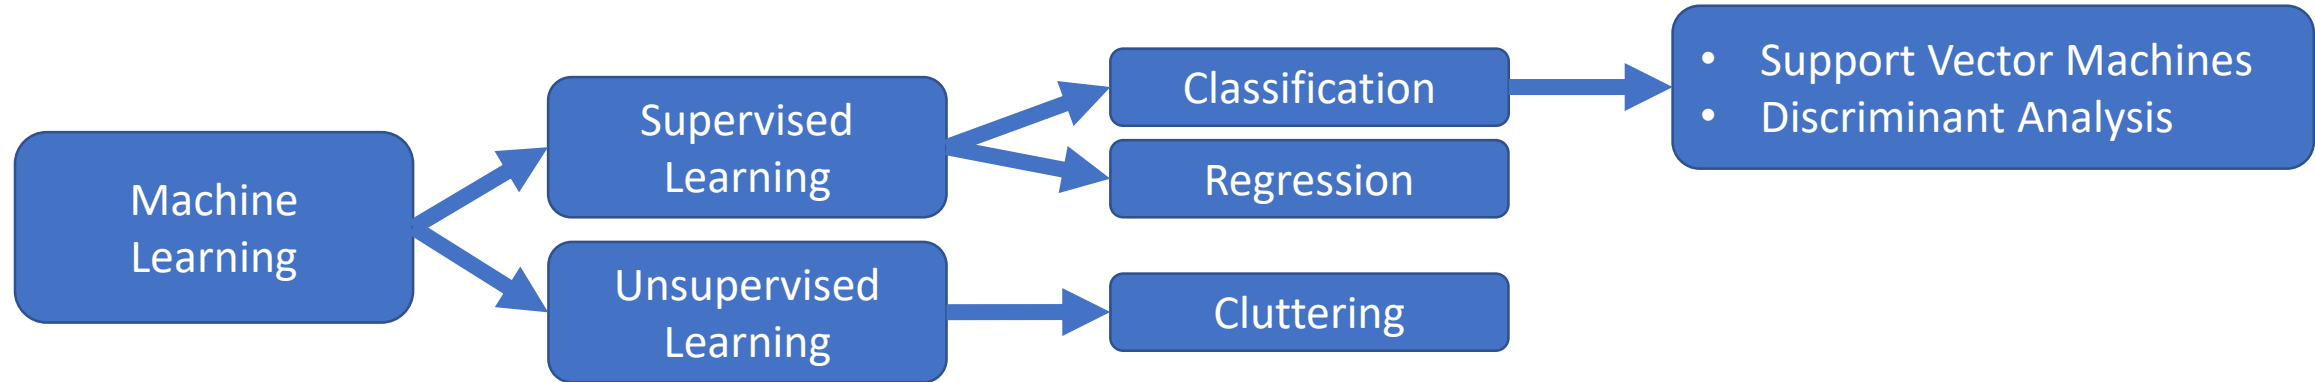 Machine
Learning
Supervised
Learning
Unsupervised
Learning
Classification
Regression
Cluttering
• Support Vector Machines
• Discriminant Analysis